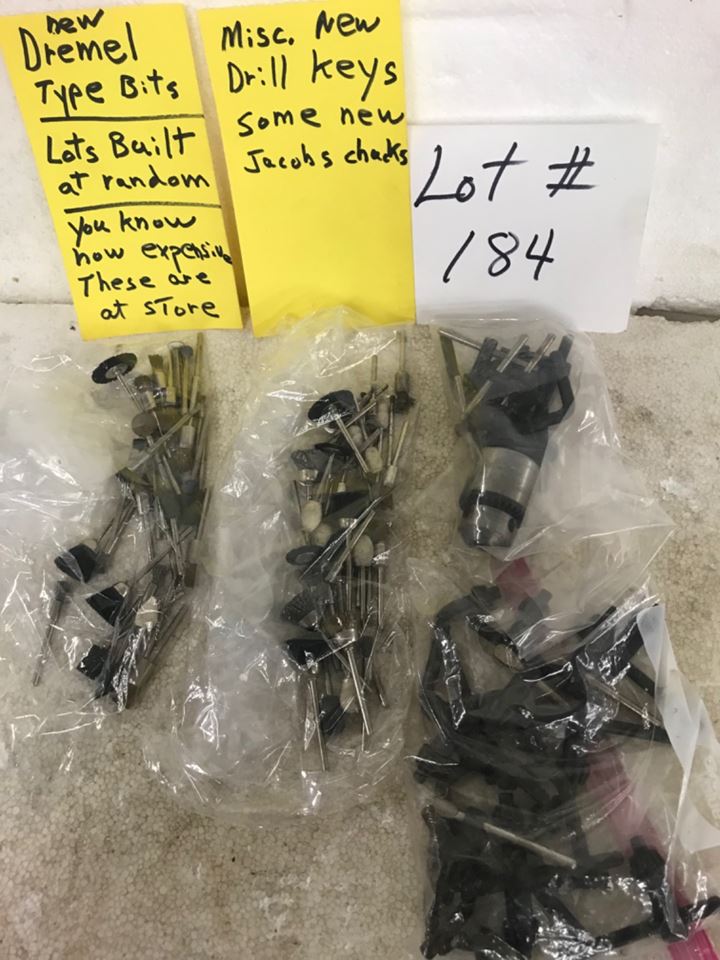 new
Dremel
Type Bits
Lots Built
at random
You know
how expensive
These are
at store
Misc. New
Drill keys
some new
Jacobs chucks
Lot #
184